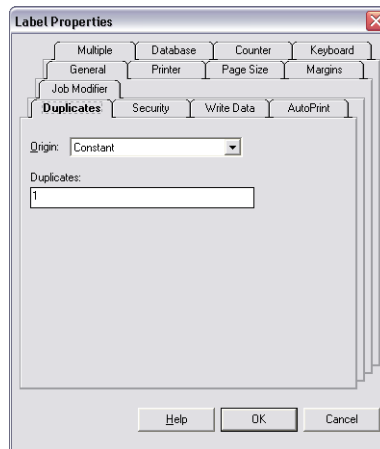 Label Properties
Multiple Database Counter Keyboard
General Printer Page Size Margins
Job Modifier
Duplicates Security Write Data AutoPrint
Origin: Constant
Duplicates:
1
Help OK Cancel